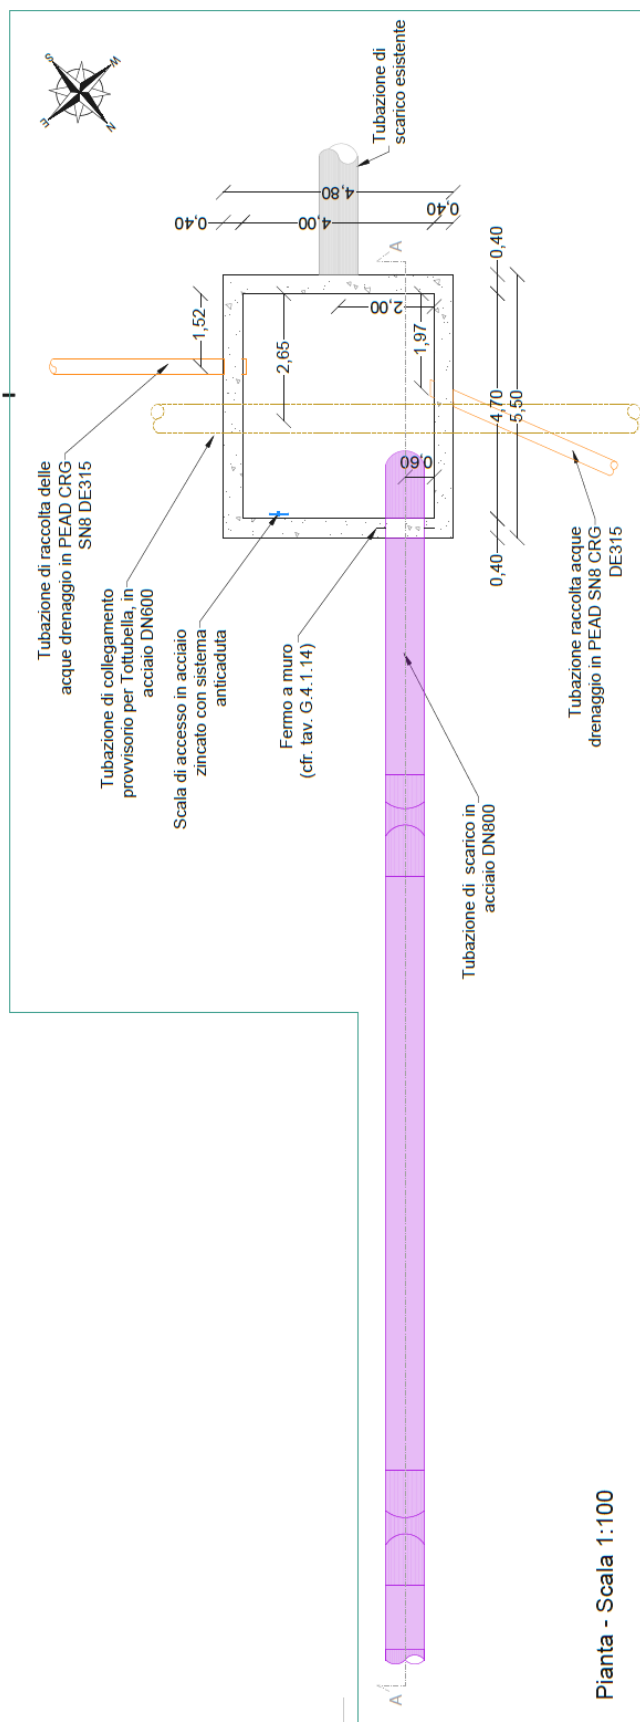 S
W
E
N
Tubazione di
scarico esistente
4,80
0,40
4,00
0,40
A
0,40
1,52
2,65
2,00
1,97
4,70
5,50
0,60
0,40
Tubazione di raccolta delle
acque drenaggio in PEAD CRG
SN8 DE315
Tubazione di collegamento
provvisorio per Tottubella, in
acciaio DN600
Scala di accesso in acciaio
zincato con sistema
anticaduta
Fermo a muro
(cfr. tav. G.4.1.14)
Tubazione raccolta acque
drenaggio in PEAD SN8 CRG
DE315
Tubazione di scarico in
acciaio DN800
A
Pianta - Scala 1:100